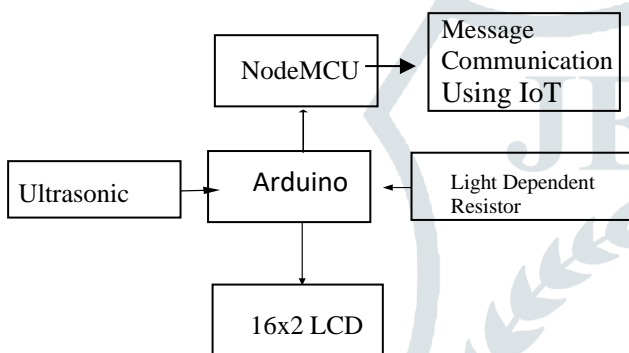 Message
Communication
Using IoT
NodeMCU
Ultrasonic
Arduino
Light Dependent
Resistor
16x2 LCD